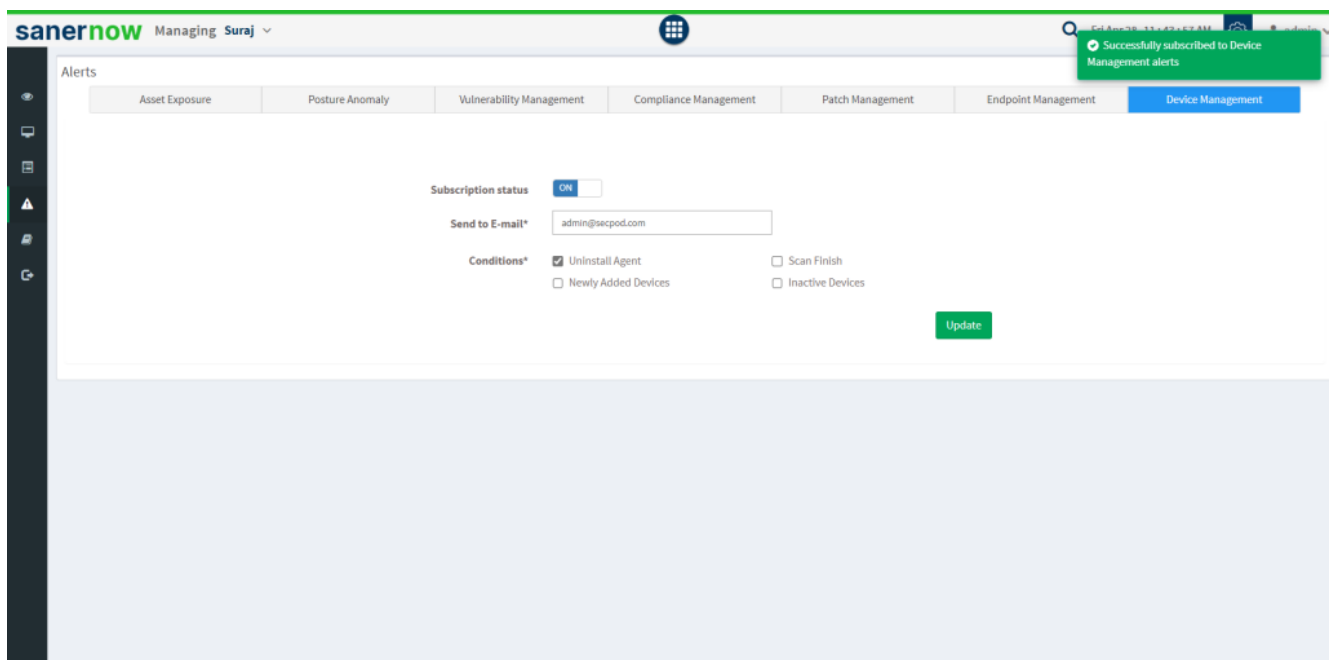 sanernow Managing Suraj
admin
Successfully subscribed to Device
Management alerts
Alerts
Asset Exposure Posture Anomaly Vulnerability Management Compliance Management Patch Management Endpoint Management Device Management
Subscription status ON
Send to E-mail* admin@secpod.com
Conditions* Uninstall Agent Scan Finish
Newly Added Devices Inactive Devices
Update